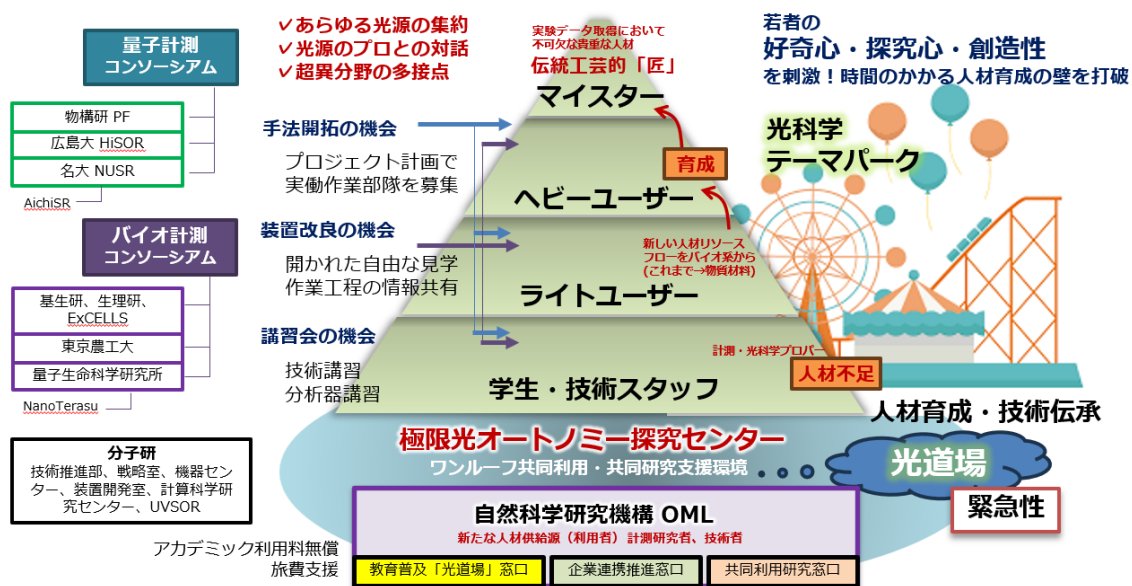 量子計測
コンソーシアム
物構研 PF
広島大 HiSOR
名大 NUSR
AichiSR
バイオ計測
コンソーシアム
基生研、生理研、
ExCELLS
東京農工大
量子生命科学研究所
NanoTerasu
分子研
技術推進部、戦略室、機器セン
ター、装置開発室、計算科学研
究センター、UVSOR
✓あらゆる光源の集約
✓光源のプロとの対話
✓超異分野の多接点
手法開拓の機会
プロジェクト計画で
実働作業部隊を募集
装置改良の機会
開かれた自由な見学
作業工程の情報共有
講習会の機会
技術講習
分析器講習
実験データ取得において
不可欠な貴重な人材
伝統工芸的「匠」
マイスター
育成
ヘビーユーザー
新しい人材リソース
フローをバイオ系から
(これまで→物質材料)
ライトユーザー
計測・光科学プロパー
人材不足
学生・技術スタッフ
若者の
好奇心・探究心・創造性
を刺激！時間のかかる人材育成の壁を打破
光科学
テーマパーク
人材育成・技術伝承
極限光オートノミー探究センター
ワンルーフ共同利用・共同研究支援環境
光道場
緊急性
自然科学研究機構 OML
新たな人材供給源（利用者）計測研究者、技術者
アカデミック利用料無償
旅費支援
教育普及「光道場」窓口
企業連携推進窓口
共同利用研究窓口